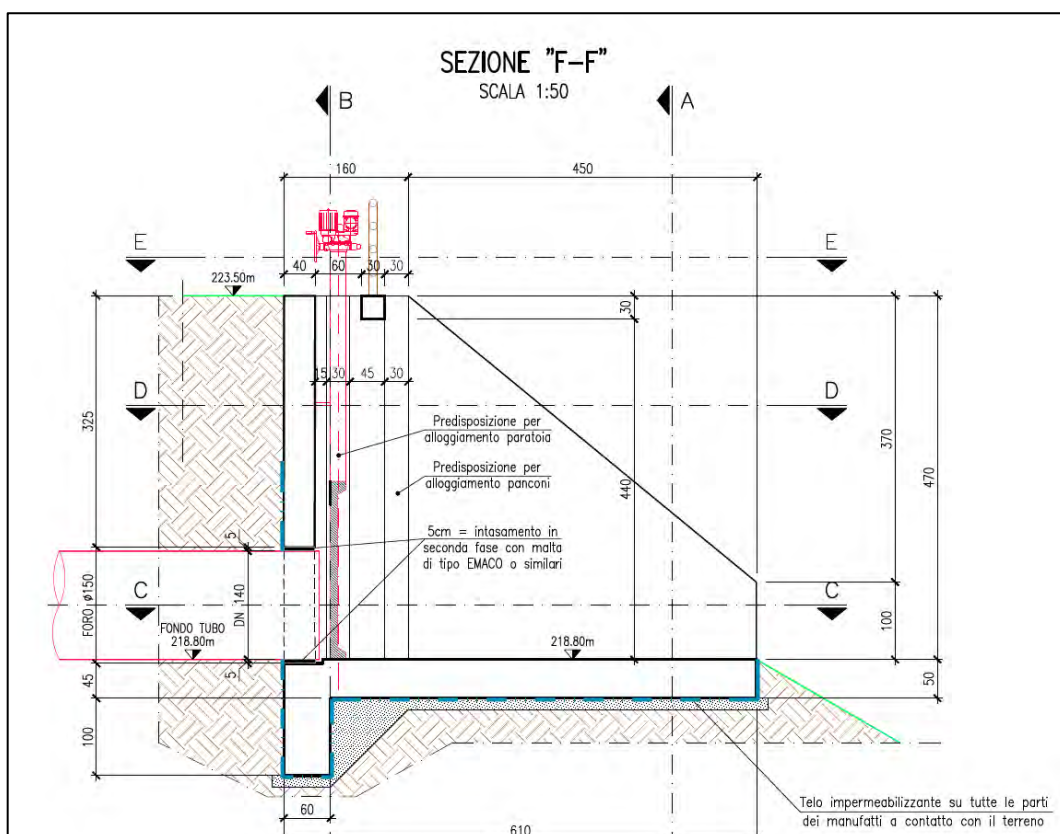 SEZIONE "F-F"
SCALA 1:50
B
A
160
450
E
E
40
60
30
30
223.50m
30
15
30
45
30
D
D
325
Predisposizione per
alloggiamento paratoia
370
470
Predisposizione per
alloggiamento panconi
440
5
5cm = intasamento in
seconda fase con malta
di tipo EMACO o similari
C
C
FORO ø150
DN 140
100
FONDO TUBO
218.80m
218.80m
5
45
50
100
60
Telo impermeabilizzante su tutte le parti
dei manufatti a contatto con il terreno
610